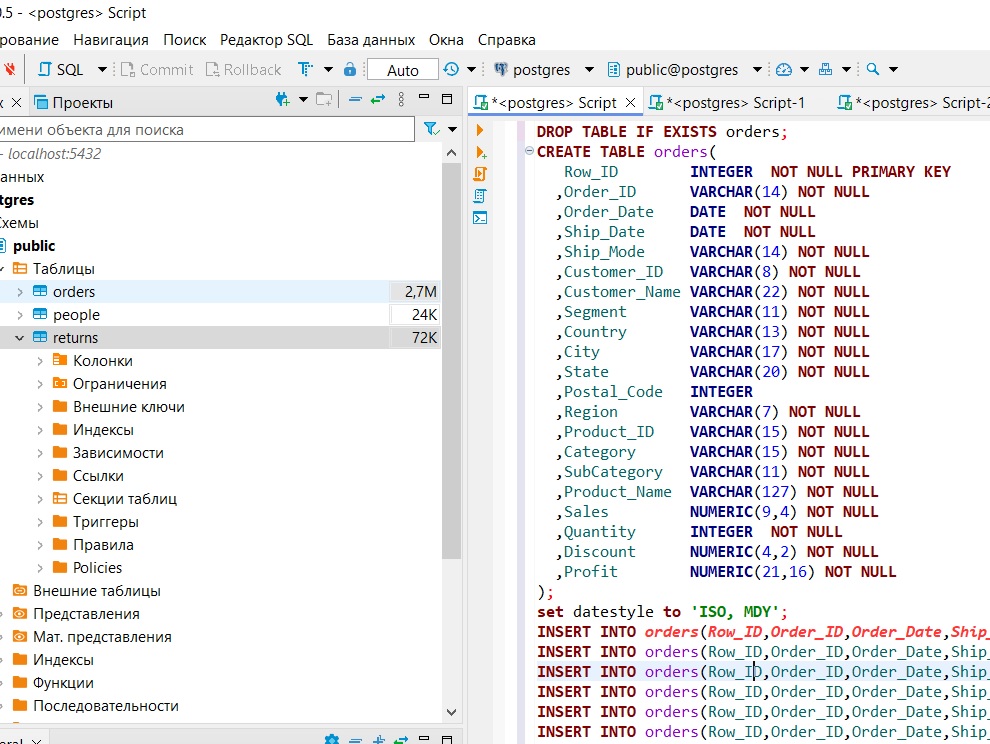 0.5 - <postgres> Script
рование Навигация Поиск Редактор SQL База данных Окна Справка
SQL Commit Rollback Auto postgres public@postgres
Проекты
имени объекта для поиска
- localhost:5432
анных
tgres
Схемы
public
Таблицы
orders 2,7M
people 24K
returns 72K
Колонки
Ограничения
Внешние ключи
Индексы
Зависимости
Ссылки
Секции таблиц
Триггеры
Правила
Policies
Внешние таблицы
Представления
Мат. представления
Индексы
Функции
Последовательности
*<postgres> Script *<postgres> Script-1 *<postgres> Script-2
DROP TABLE IF EXISTS orders;
CREATE TABLE orders(
Row_ID INTEGER NOT NULL PRIMARY KEY
,Order_ID VARCHAR(14) NOT NULL
,Order_Date DATE NOT NULL
,Ship_Date DATE NOT NULL
,Ship_Mode VARCHAR(14) NOT NULL
,Customer_ID VARCHAR(8) NOT NULL
,Customer_Name VARCHAR(22) NOT NULL
,Segment VARCHAR(11) NOT NULL
,Country VARCHAR(13) NOT NULL
,City VARCHAR(17) NOT NULL
,State VARCHAR(20) NOT NULL
,Postal_Code INTEGER
,Region VARCHAR(7) NOT NULL
,Product_ID VARCHAR(15) NOT NULL
,Category VARCHAR(15) NOT NULL
,SubCategory VARCHAR(11) NOT NULL
,Product_Name VARCHAR(127) NOT NULL
,Sales NUMERIC(9,4) NOT NULL
,Quantity INTEGER NOT NULL
,Discount NUMERIC(4,2) NOT NULL
,Profit NUMERIC(21,16) NOT NULL
);
set datestyle to 'ISO, MDY';
INSERT INTO orders(Row_ID,Order_ID,Order_Date,Ship_
INSERT INTO orders(Row_ID,Order_ID,Order_Date,Ship_
INSERT INTO orders(Row_ID,Order_ID,Order_Date,Ship_
INSERT INTO orders(Row_ID,Order_ID,Order_Date,Ship_
INSERT INTO orders(Row_ID,Order_ID,Order_Date,Ship_
INSERT INTO orders(Row_ID,Order_ID,Order_Date,Ship_